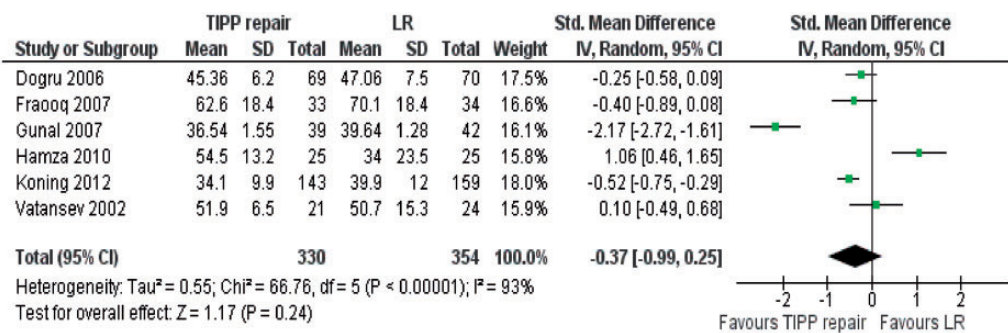 TIPP repair LR Std. Mean Difference Std. Mean Difference
Study or Subgroup Mean SD Total Mean SD Total Weight IV, Random, 95% CI IV, Random, 95% CI
Dogru 2006 45.36 6.2 69 47.06 7.5 70 17.5% -0.25 [-0.58, 0.09]
Fraooq 2007 62.6 18.4 33 70.1 18.4 34 16.6% -0.40 [-0.89, 0.08]
Gunal 2007 36.54 1.55 39 39.64 1.28 42 16.1% -2.17 [-2.72, -1.61]
Hamza 2010 54.5 13.2 25 34 23.5 25 15.8% 1.06 [0.46, 1.65]
Koning 2012 34.1 9.9 143 39.9 12 159 18.0% -0.52 [-0.75, -0.29]
Vatansev 2002 51.9 6.5 21 50.7 15.3 24 15.9% 0.10 [-0.49, 0.68]
Total (95% CI) 330 354 100.0% -0.37 [-0.99, 0.25]
Heterogeneity: Tau² = 0.55; Chi² = 66.76, df = 5 (P < 0.00001); I² = 93%
Test for overall effect: Z = 1.17 (P = 0.24)
-2 -1 0 1 2
Favours TIPP repair Favours LR